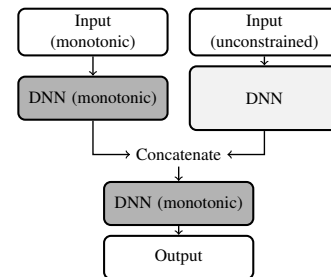 Input
(monotonic)
Input
(unconstrained)
DNN (monotonic)
DNN
Concatenate
DNN (monotonic)
Output